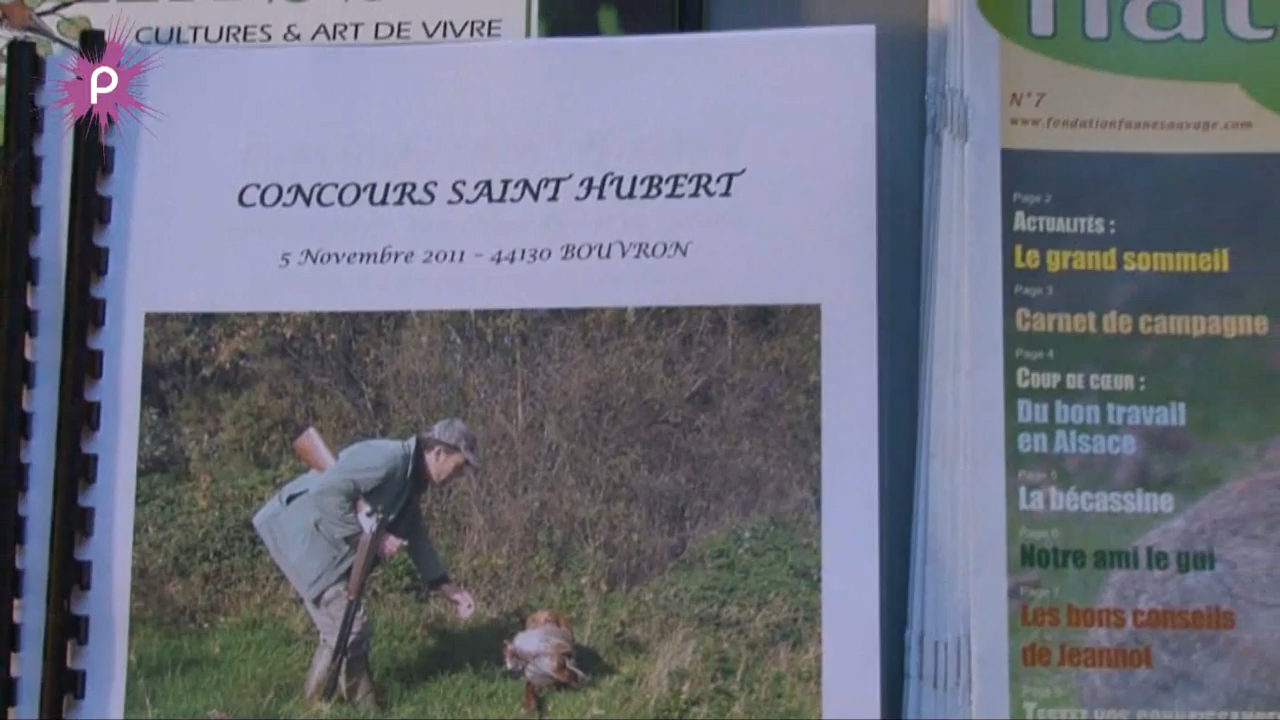 CULTURES & ART DE VIVRE
P
CONCOURS SAINT HUBERT
5 Novembre 2011 - 44130 BOUVRON
nat
N°7
www.fondationfaunesauvage.com
Page 2
ACTUALITÉS :
Le grand sommeil
Page 3
Carnet de campagne
Page 4
COUP DE CŒUR :
Du bon travail
en Alsace
La bécassine
Notre ami le gui
Les bons conseils
de Jeannot